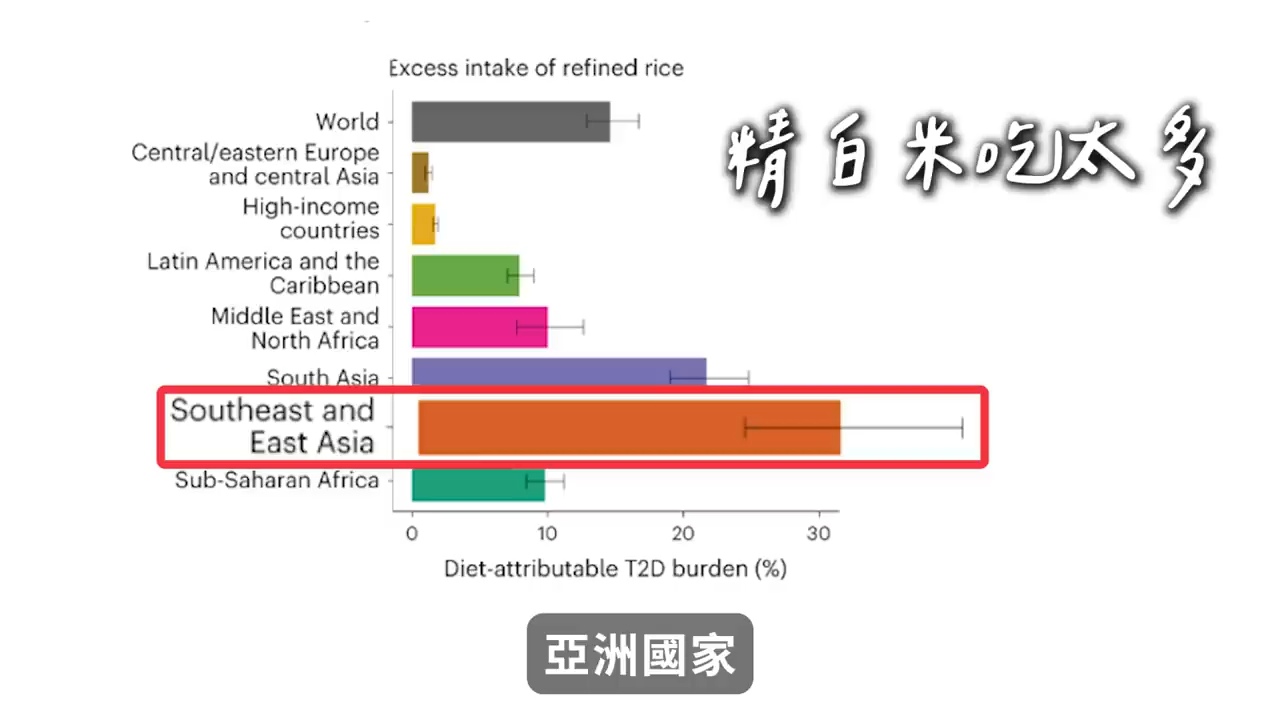 Excess intake of refined rice
精白米吃太多
World
Central/eastern Europe
and central Asia
High-income
countries
Latin America and the
Caribbean
Middle East and
North Africa
South Asia
Southeast and
East Asia
Sub-Saharan Africa
0 10 20 30
Diet-attributable T2D burden (%)
亞洲國家